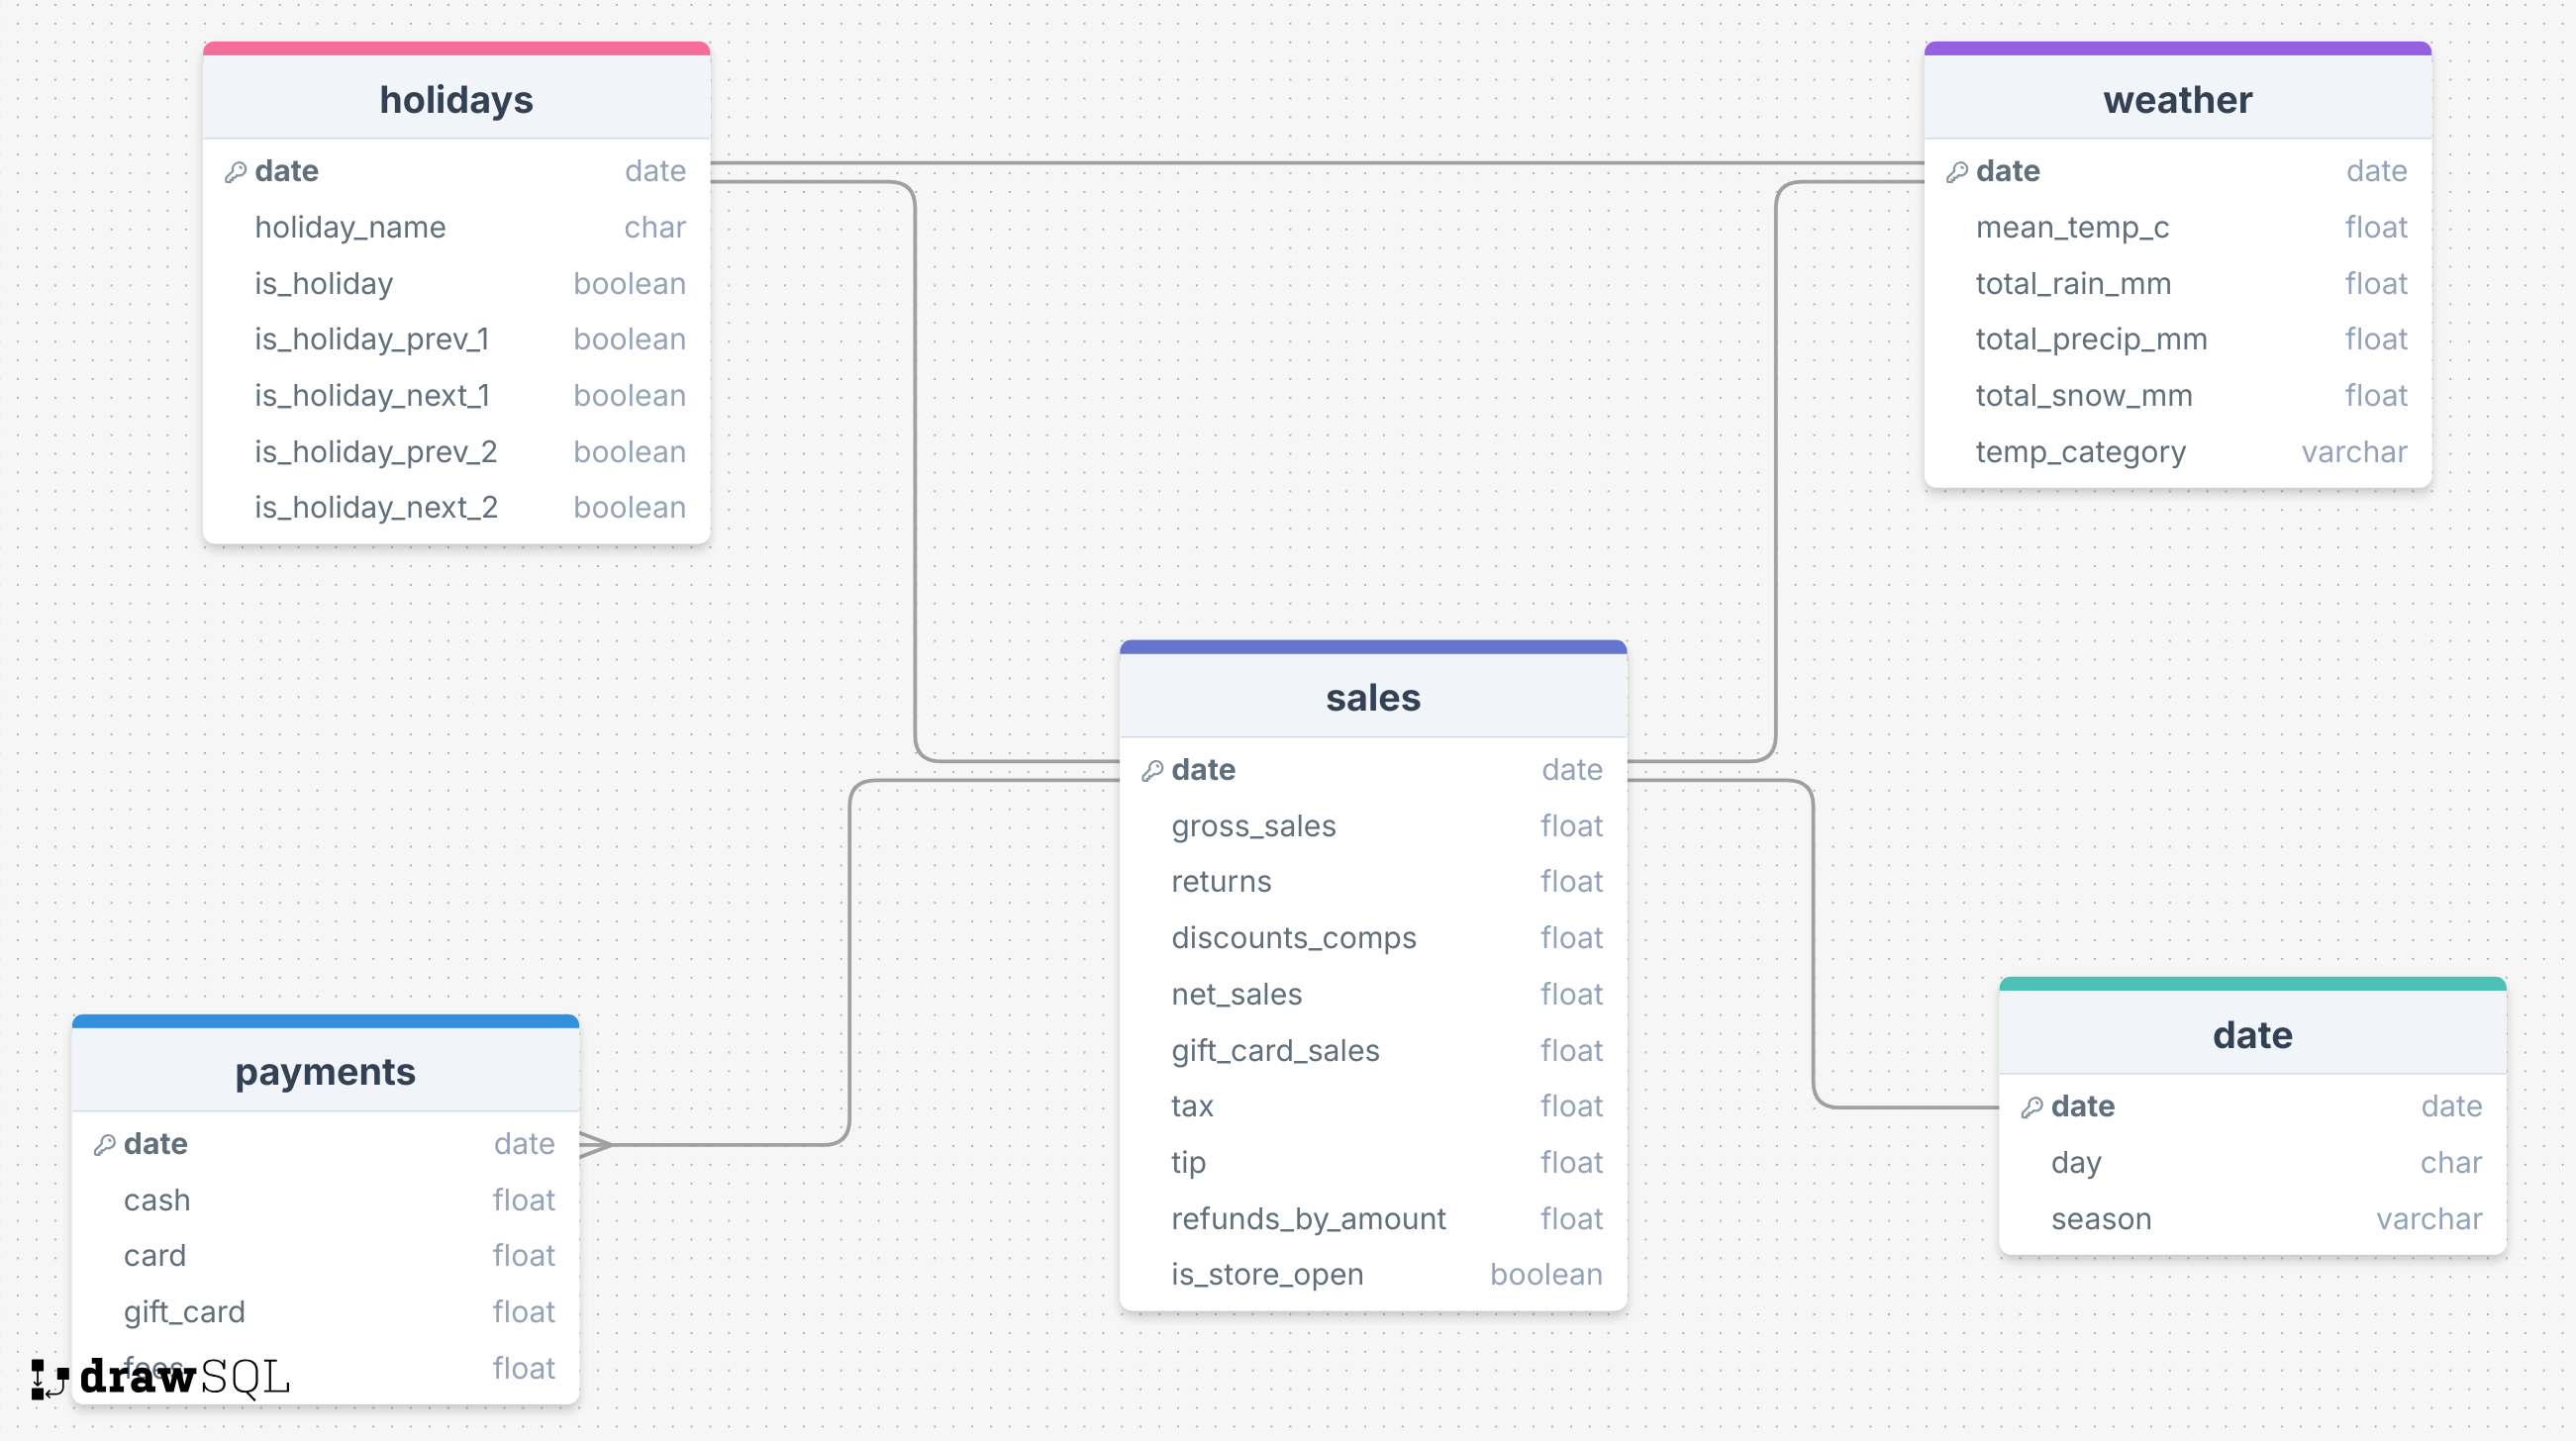 holidays
date date
holiday_name char
is_holiday boolean
is_holiday_prev_1 boolean
is_holiday_next_1 boolean
is_holiday_prev_2 boolean
is_holiday_next_2 boolean
weather
date date
mean_temp_c float
total_rain_mm float
total_precip_mm float
total_snow_mm float
temp_category varchar
sales
date date
gross_sales float
returns float
discounts_comps float
net_sales float
gift_card_sales float
tax float
tip float
refunds_by_amount float
is_store_open boolean
payments
date date
cash float
card float
gift_card float
fees float
date
date date
day char
season varchar
drawSQL